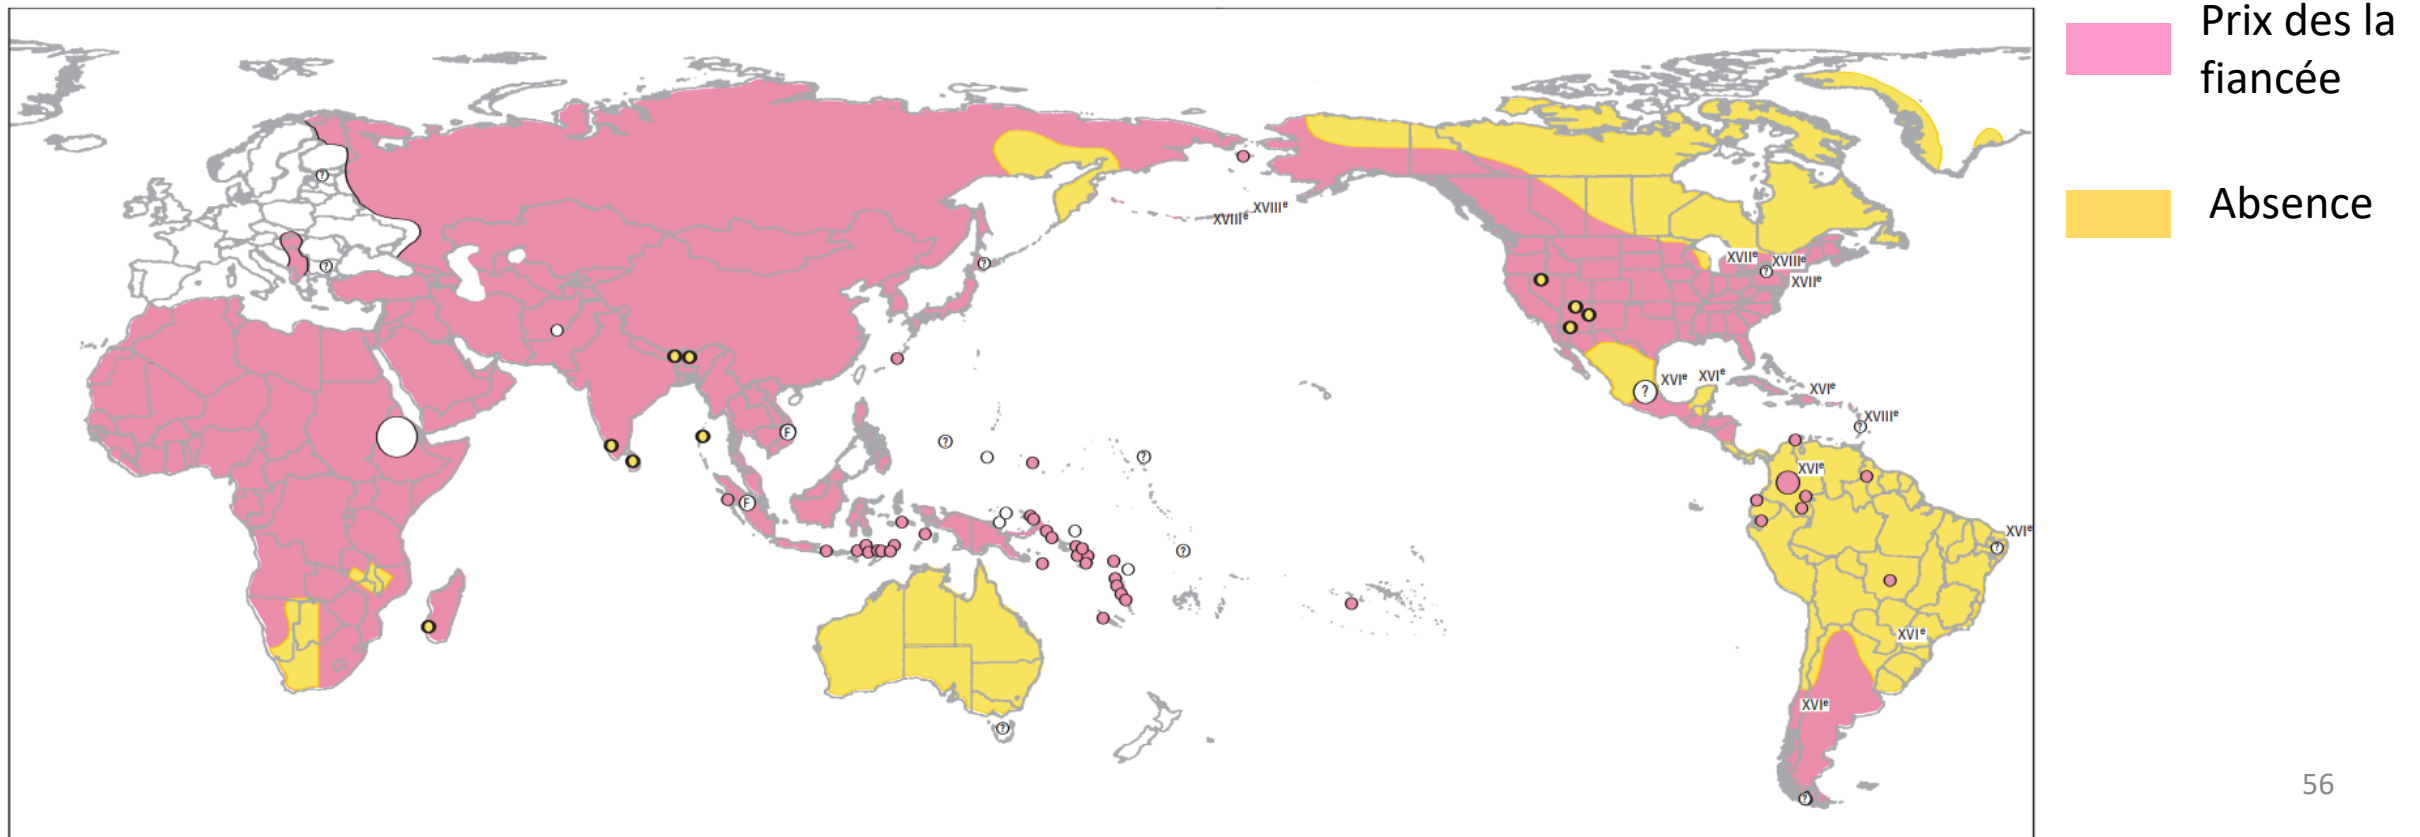 Prix des la
fiancée
Absence
?
?
?
XVIIIe
XVIIIe
XVIIe
XVIIIe
?
XVIIe
?
XVIe
XVIe
XVIe
XVIIIe
?
F
?
?
XVIe
F
?
XVIe
?
XVIe
XVIe
?
?
56